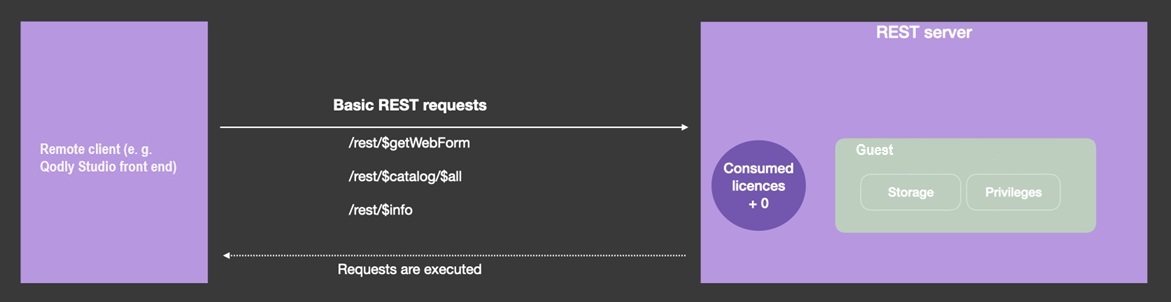 REST server
Basic REST requests
Remote client (e. g.
Qodly Studio front end)
/rest/$getWebForm
/rest/$catalog/$all
/rest/$info
Requests are executed
Consumed
licences
+ 0
Guest
Storage
Privileges